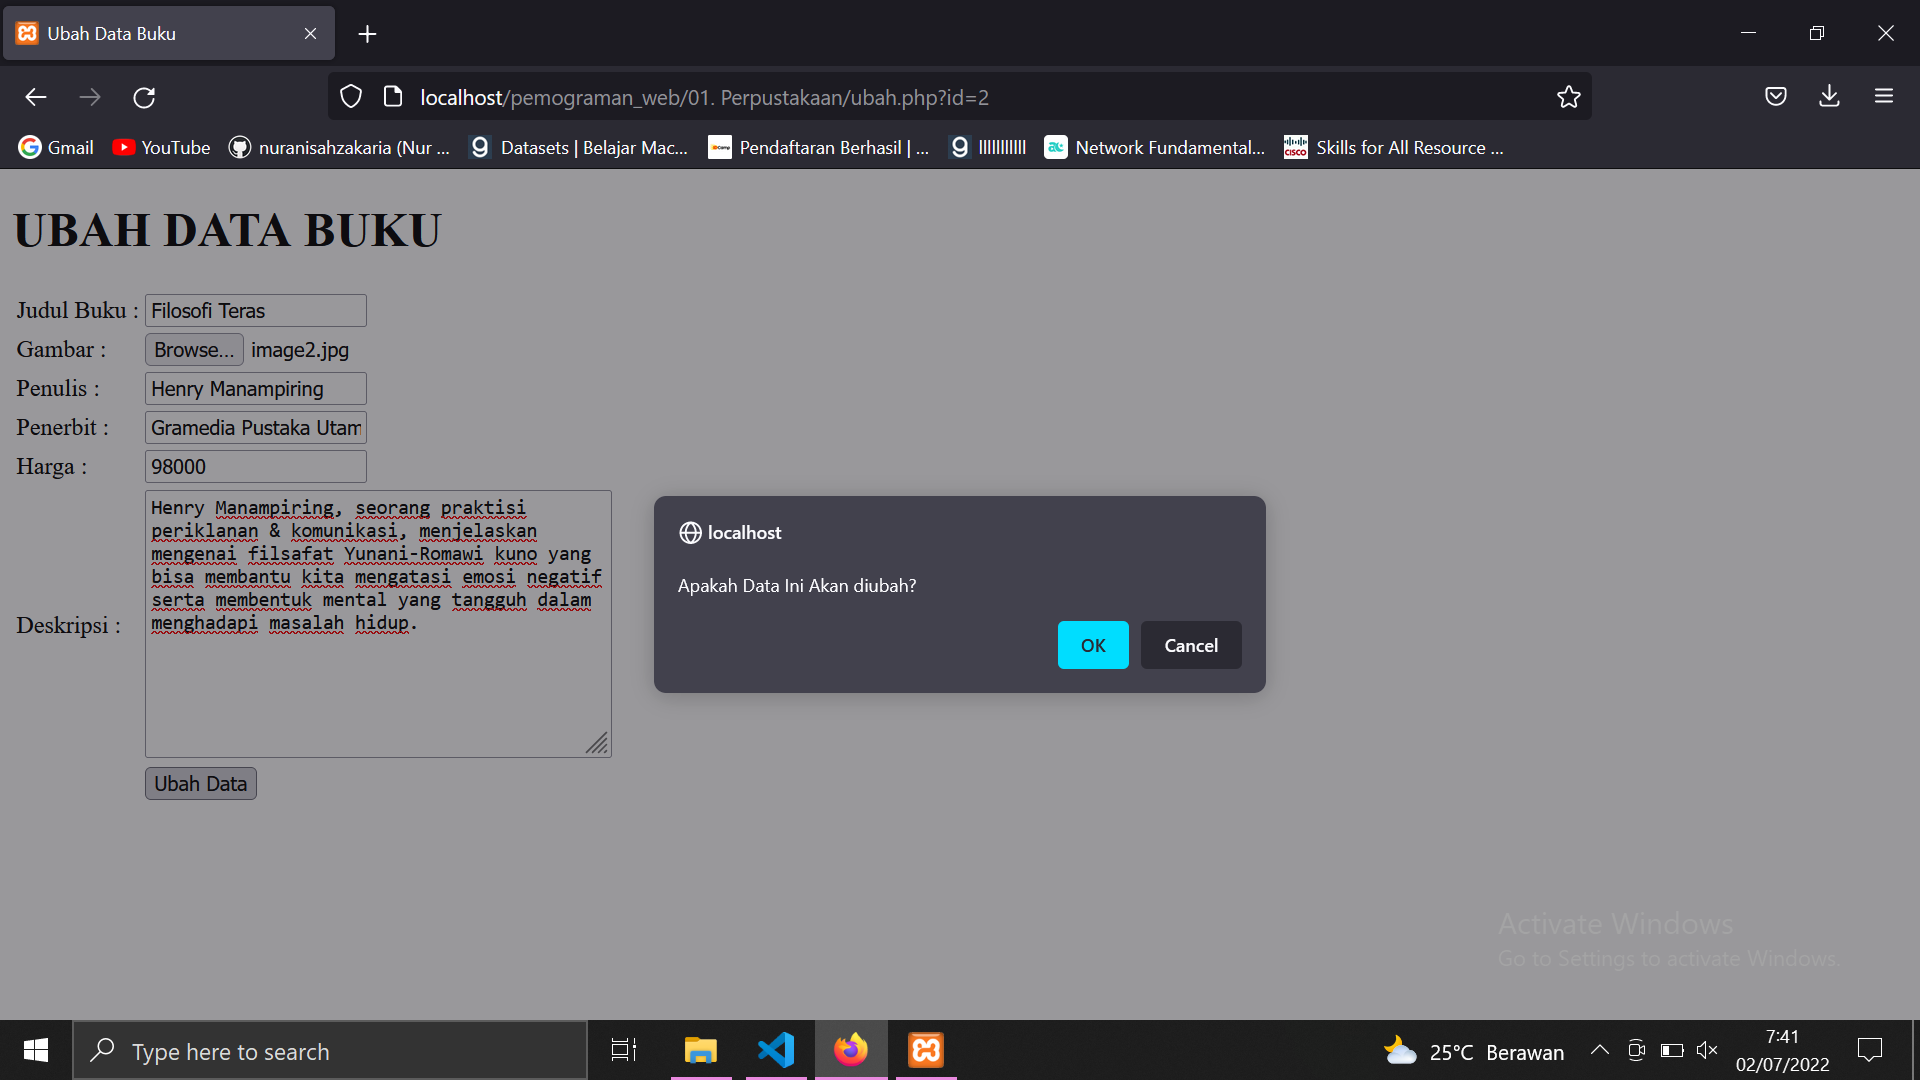 Ubah Data Buku
localhost/pemograman_web/01. Perpustakaan/ubah.php?id=2
Gmail
YouTube
nuranisahzakaria (Nur ...
Datasets | Belajar Mac...
Pendaftaran Berhasil | ...
llllllllllll
Network Fundamental...
Skills for All Resource ...
UBAH DATA BUKU
Judul Buku : Filosofi Teras
Gambar : Browse... image2.jpg
Penulis : Henry Manampiring
Penerbit : Gramedia Pustaka Utam
Harga : 98000
Deskripsi :
Henry Manampiring, seorang praktisi
periklanan & komunikasi, menjelaskan
mengenai filsafat Yunani-Romawi kuno yang
bisa membantu kita mengatasi emosi negatif
serta membentuk mental yang tangguh dalam
menghadapi masalah hidup.
Ubah Data
localhost
Apakah Data Ini Akan diubah?
OK
Cancel
Activate Windows
Go to Settings to activate Windows.
Type here to search
25°C Berawan
7:41
02/07/2022